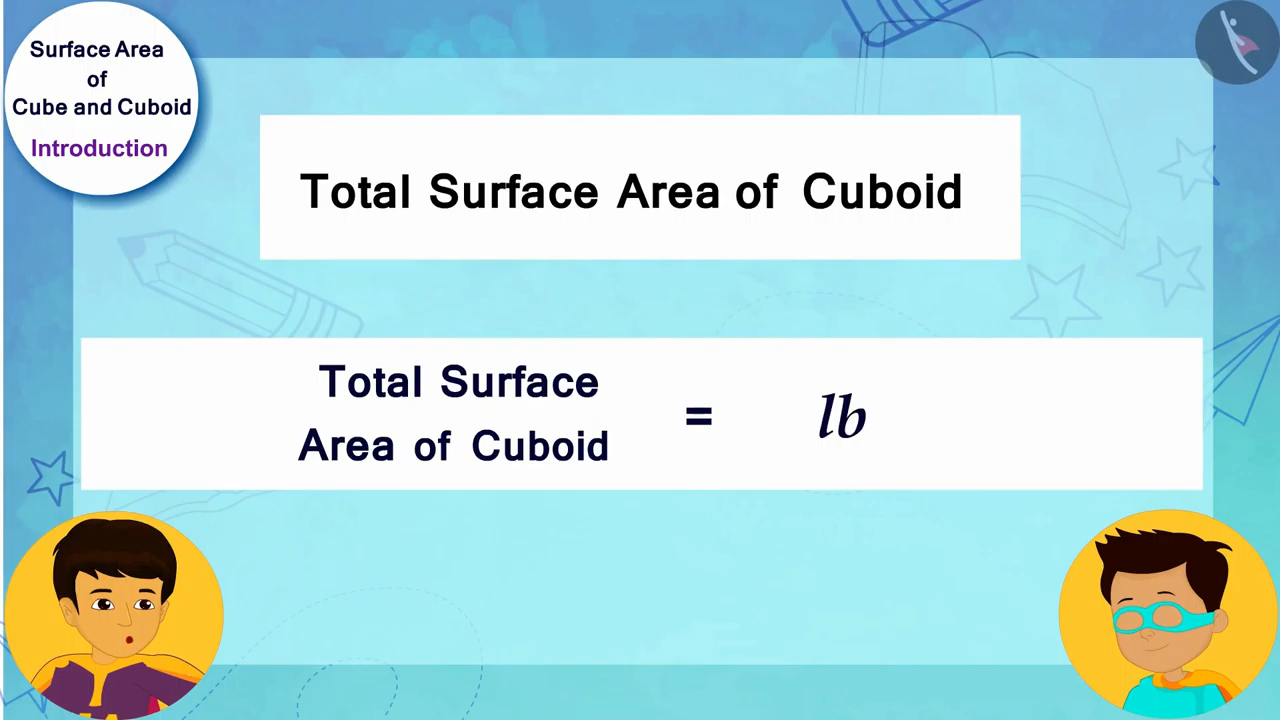 Surface Area
of
Cube and Cuboid
Introduction
Total Surface Area of Cuboid
Total Surface
Area of Cuboid
= lb